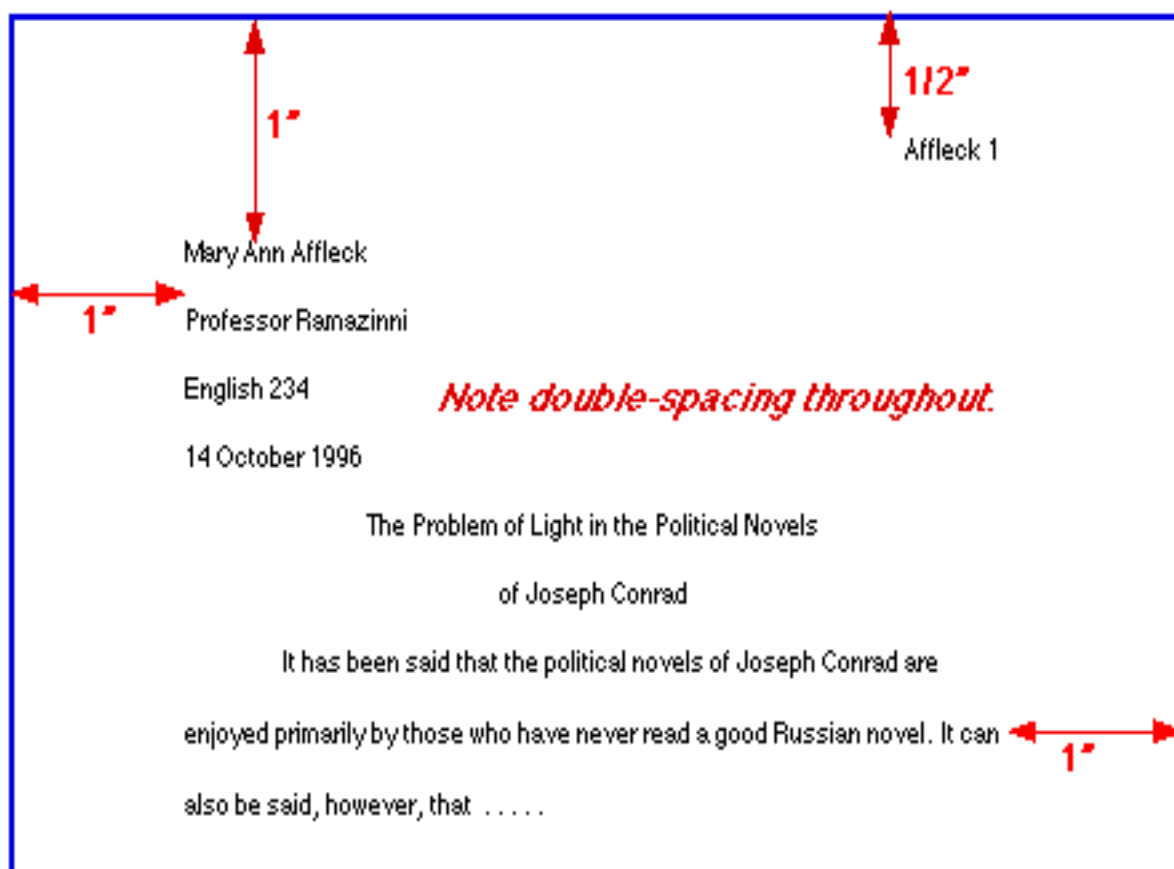 1/2"
1"
Affleck 1
Mary Ann Affleck
1"
Professor Ramazinni
English 234
Note double-spacing throughout.
14 October 1996
The Problem of Light in the Political Novels
of Joseph Conrad
It has been said that the political novels of Joseph Conrad are
enjoyed primarily by those who have never read a good Russian novel. It can
1"
also be said, however, that . . . . .